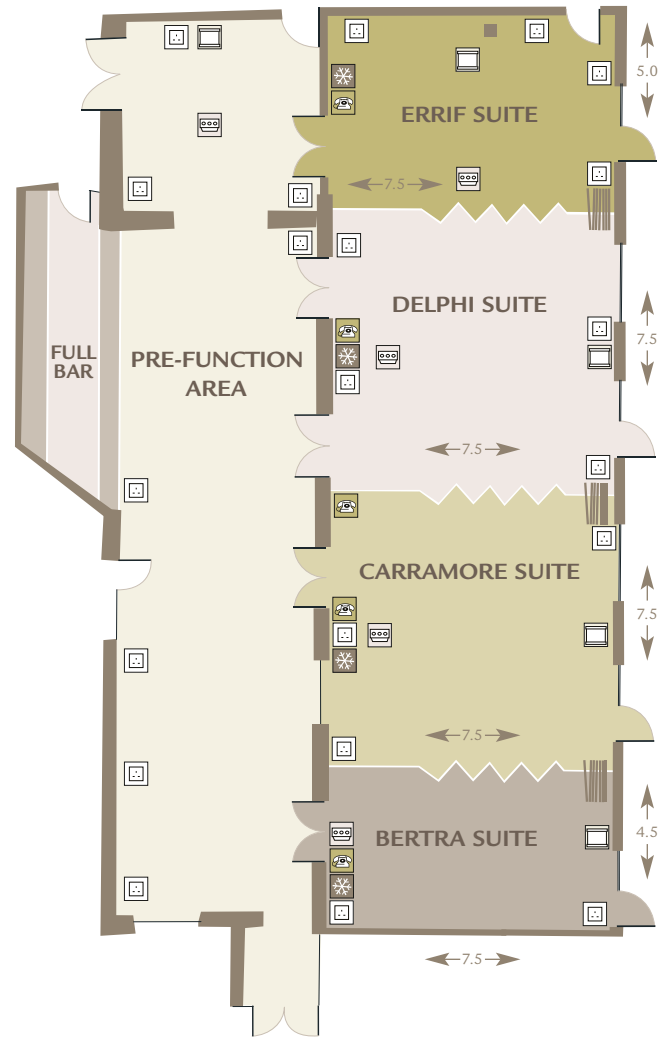 5.0
ERRIF SUITE
7.5
DELPHI SUITE
FULL
BAR
PRE-FUNCTION
AREA
7.5
7.5
CARRAMORE SUITE
7.5
7.5
BERTRA SUITE
4.5
7.5